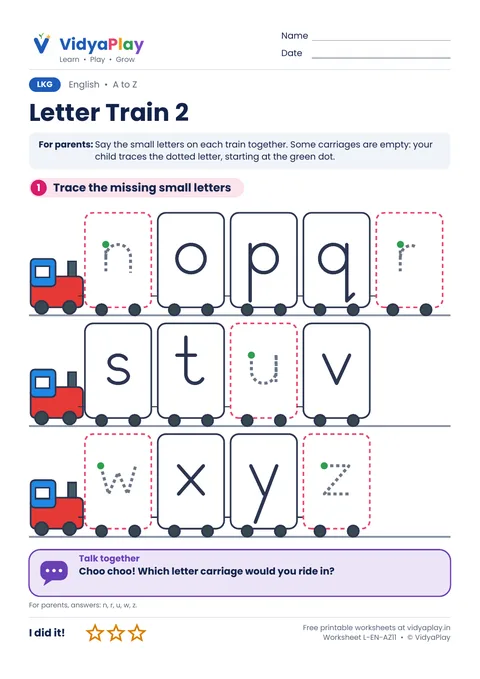 VidyaPlay
Learn • Play • Grow
Name
Date
LKG English • A to Z
Letter Train 2
For parents: Say the small letters on each train together. Some carriages are empty: your
child traces the dotted letter, starting at the green dot.
1 Trace the missing small letters
n o p q r
s t u v
w x y z
Talk together
Choo choo! Which letter carriage would you ride in?
For parents, answers: n, r, u, w, z.
I did it!
Free printable worksheets at vidyaplay.in
Worksheet L-EN-AZ11 • © VidyaPlay